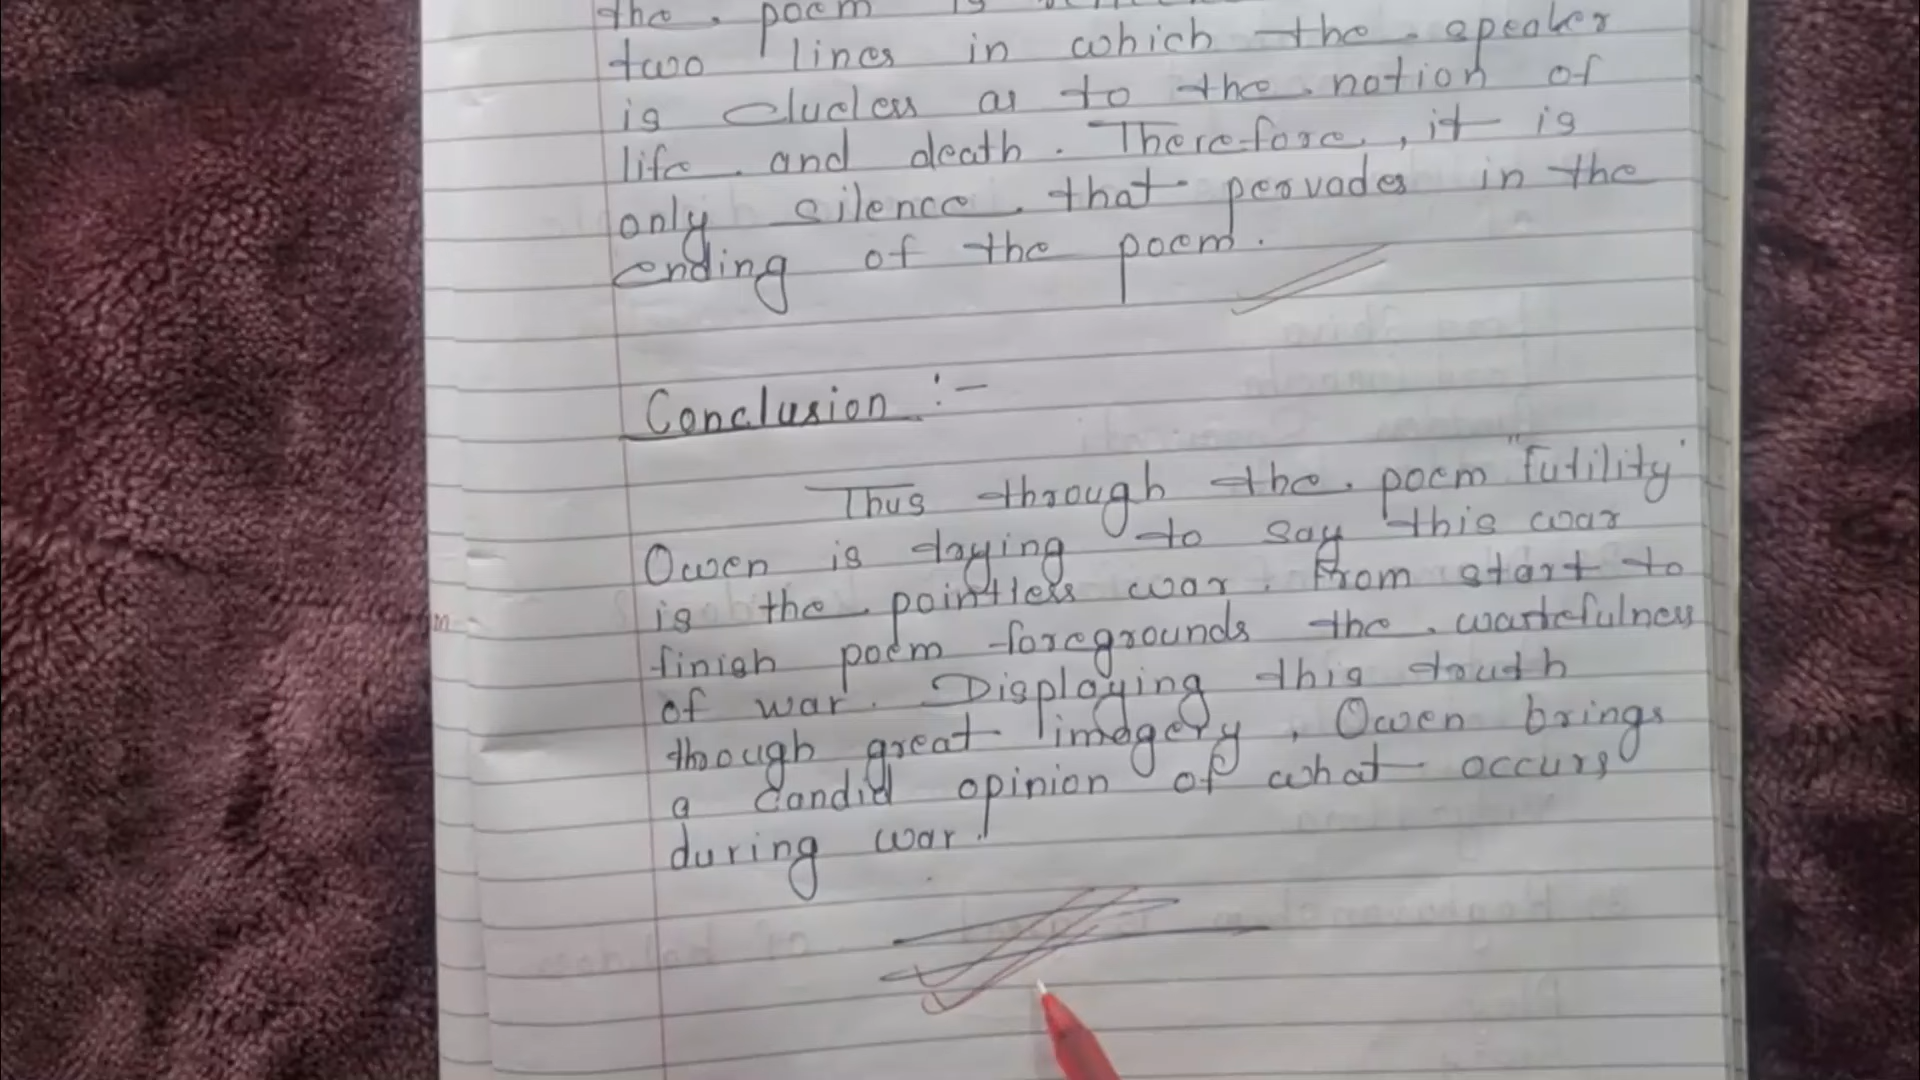 the poem is
two lines in which the speaker
is clueless as to the notion of
life and death. Therefore, it is
only silence that pervades in the
ending of the poem.
Conclusion :-
Thus through the poem "Futility"
Owen is trying to say this war
is the pointless war. From start to
finish poem foregrounds the wastefulness
of war. Displaying this truth
through great imagery, Owen brings
a candid opinion of what occurs
during war.